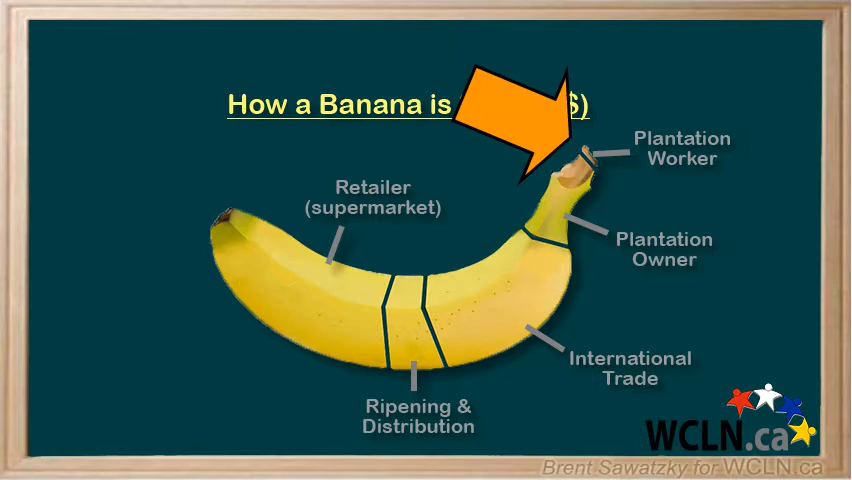 How a Banana is $)
Plantation
Worker
Retailer
(supermarket)
Plantation
Owner
International
Trade
Ripening &
Distribution
WCLN.ca
Brent Sawatzky for WCLN.ca